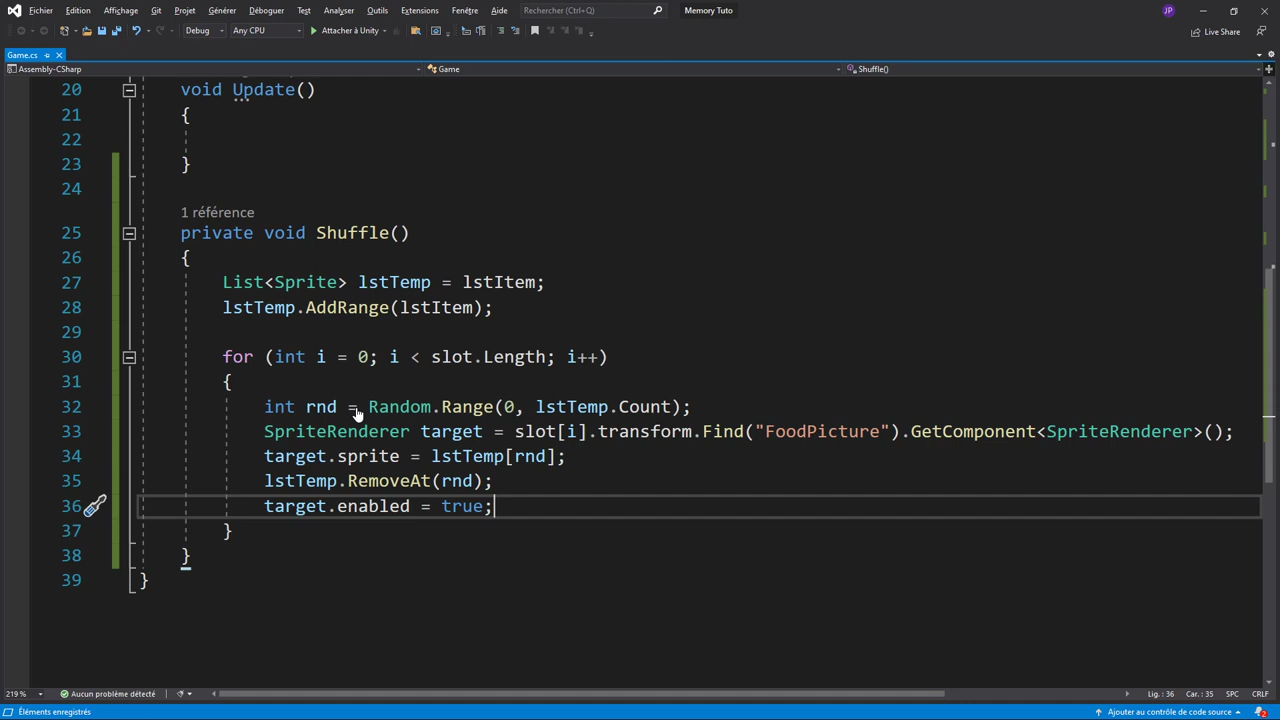 Fichier Edition Affichage Git Projet Générer Déboguer Test Analyser Outils Extensions Fenêtre Aide Rechercher (Ctrl+Q) Memory Tuto JP
Debug Any CPU Attacher à Unity Live Share
Game.cs
Assembly-CSharp Game Shuffle()
20 void Update()
21 {
22
23 }
24
1 référence
25 private void Shuffle()
26 {
27 List<Sprite> lstTemp = lstItem;
28 lstTemp.AddRange(lstItem);
29
30 for (int i = 0; i < slot.Length; i++)
31 {
32 int rnd = Random.Range(0, lstTemp.Count);
33 SpriteRenderer target = slot[i].transform.Find("FoodPicture").GetComponent<SpriteRenderer>();
34 target.sprite = lstTemp[rnd];
35 lstTemp.RemoveAt(rnd);
36 target.enabled = true;
37 }
38 }
39 }
219 % Aucun problème détecté Lig. : 36 Car. : 35 SPC CRLF
Éléments enregistrés Ajouter au contrôle de code source 2